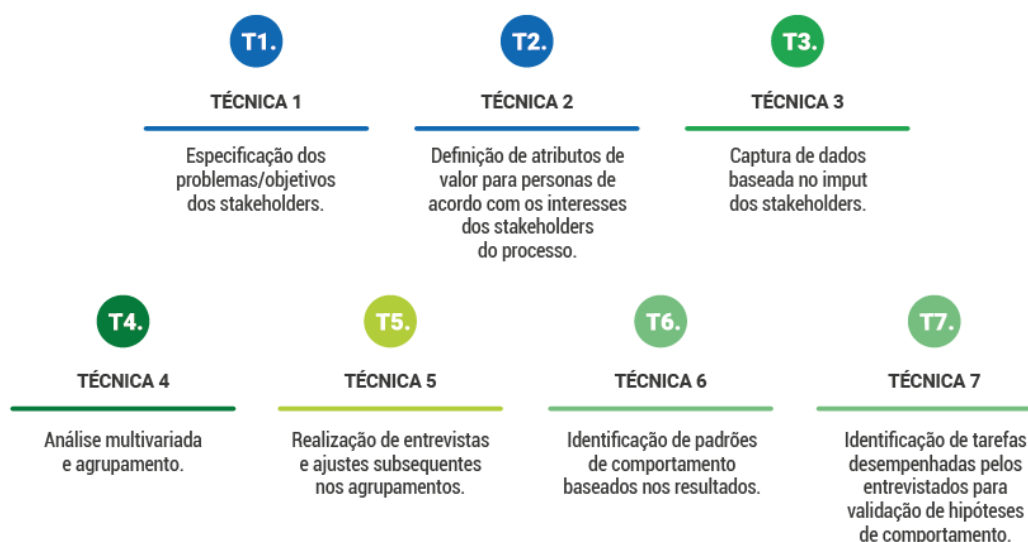 T1.
T2.
T3.
TÉCNICA 1
TÉCNICA 2
TÉCNICA 3
Especificação dos
problemas/objetivos
dos stakeholders.
Definição de atributos de
valor para personas de
acordo com os interesses
dos stakeholders
do processo.
Captura de dados
baseada no imput
dos stakeholders.
T4.
T5.
T6.
T7.
TÉCNICA 4
TÉCNICA 5
TÉCNICA 6
TÉCNICA 7
Análise multivariada
e agrupamento.
Realização de entrevistas
e ajustes subsequentes
nos agrupamentos.
Identificação de padrões
de comportamento
baseados nos resultados.
Identificação de tarefas
desempenhadas pelos
entrevistados para
validação de hipóteses
de comportamento.